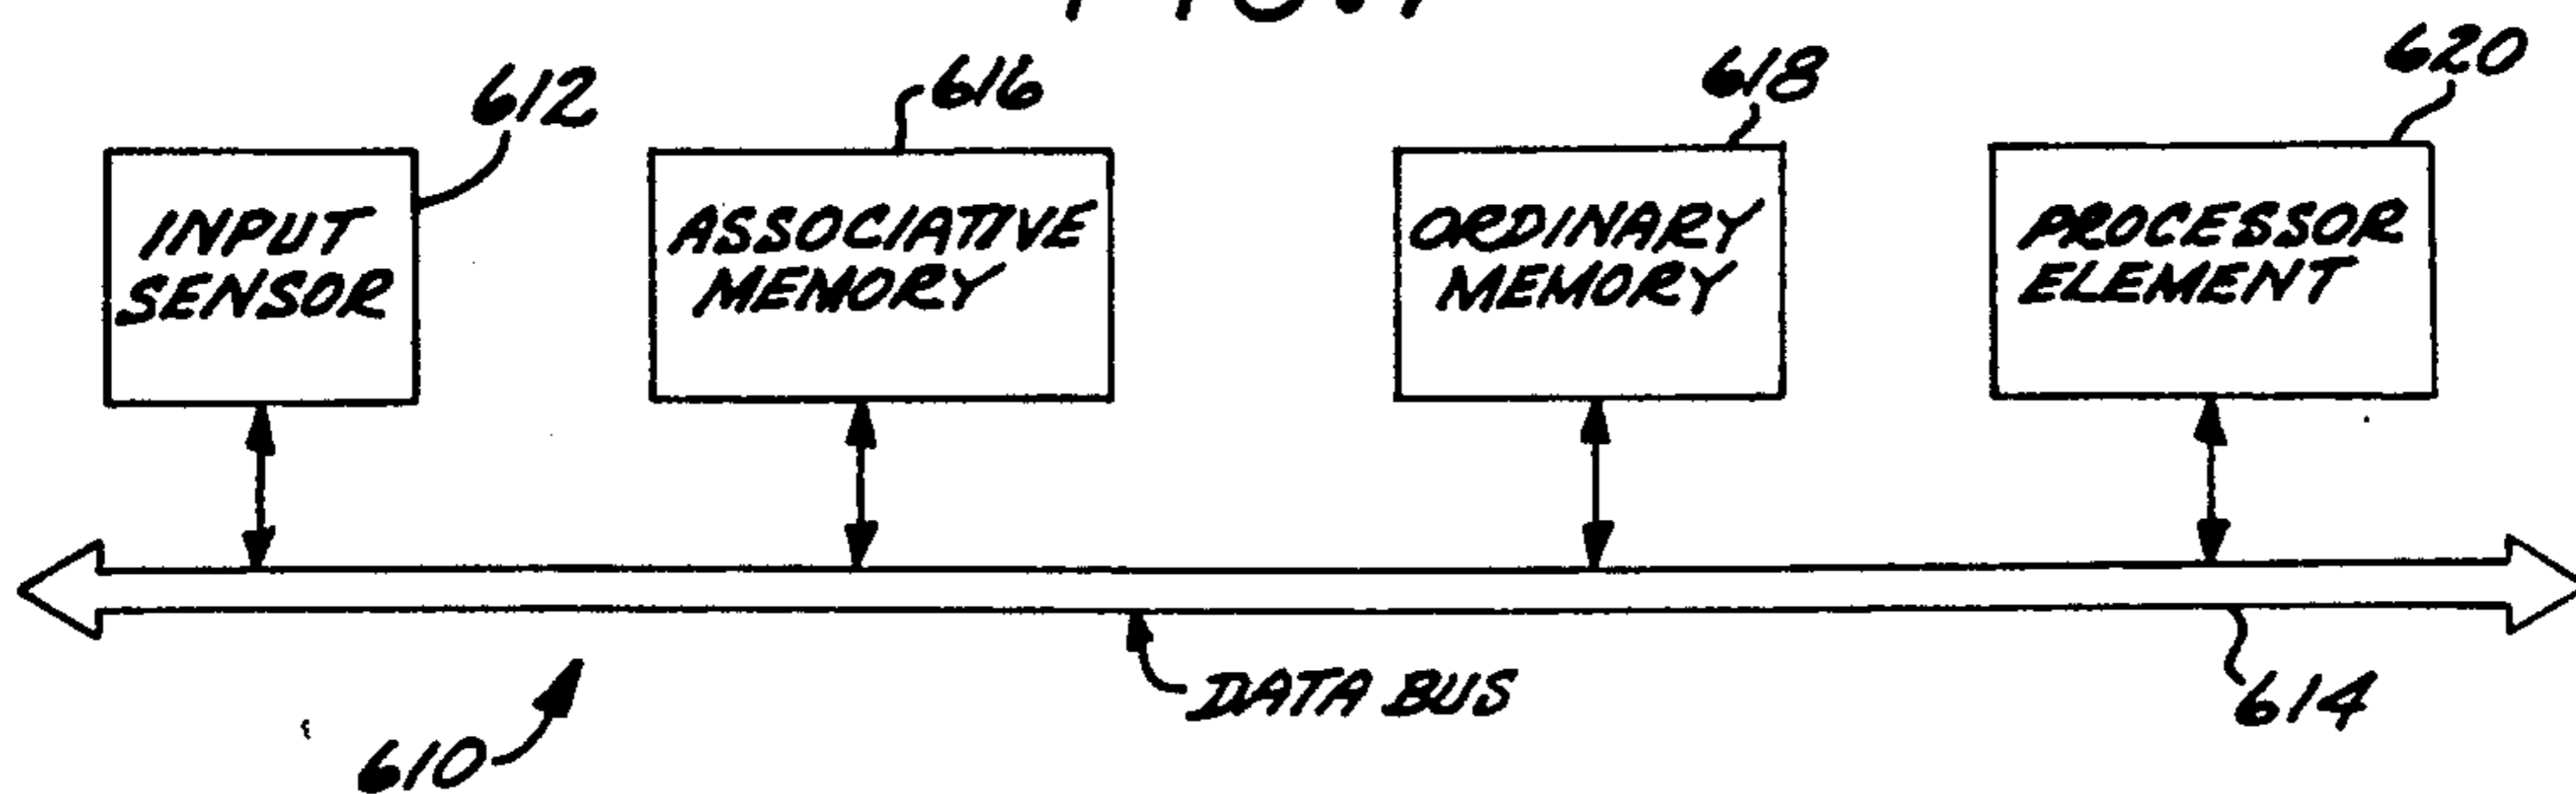 612
616
618
620
INPUT
SENSOR
ASSOCIATIVE
MEMORY
ORDINARY
MEMORY
PROCESSOR
ELEMENT
DATA BUS
614
610